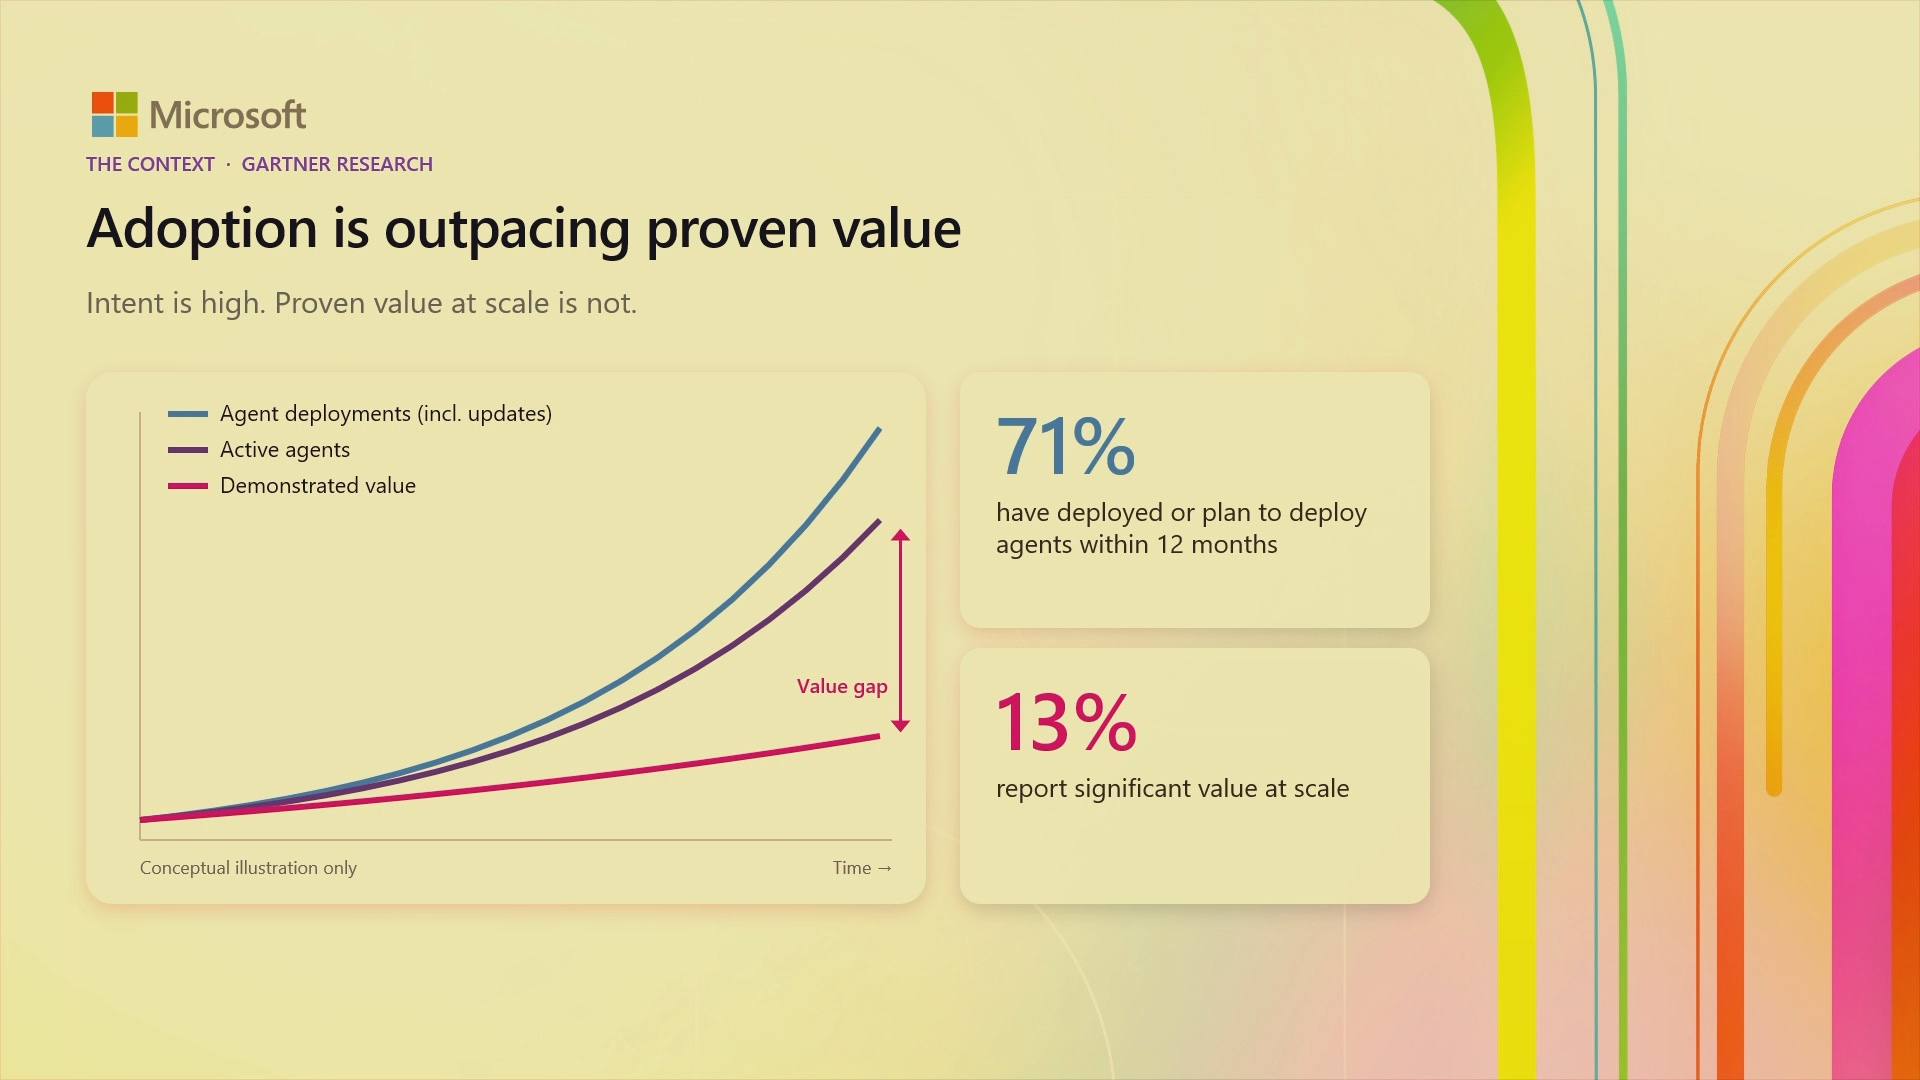 Microsoft
THE CONTEXT · GARTNER RESEARCH
Adoption is outpacing proven value
Intent is high. Proven value at scale is not.
Agent deployments (incl. updates)
Active agents
Demonstrated value
Value gap
Conceptual illustration only
Time →
71%
have deployed or plan to deploy
agents within 12 months
13%
report significant value at scale